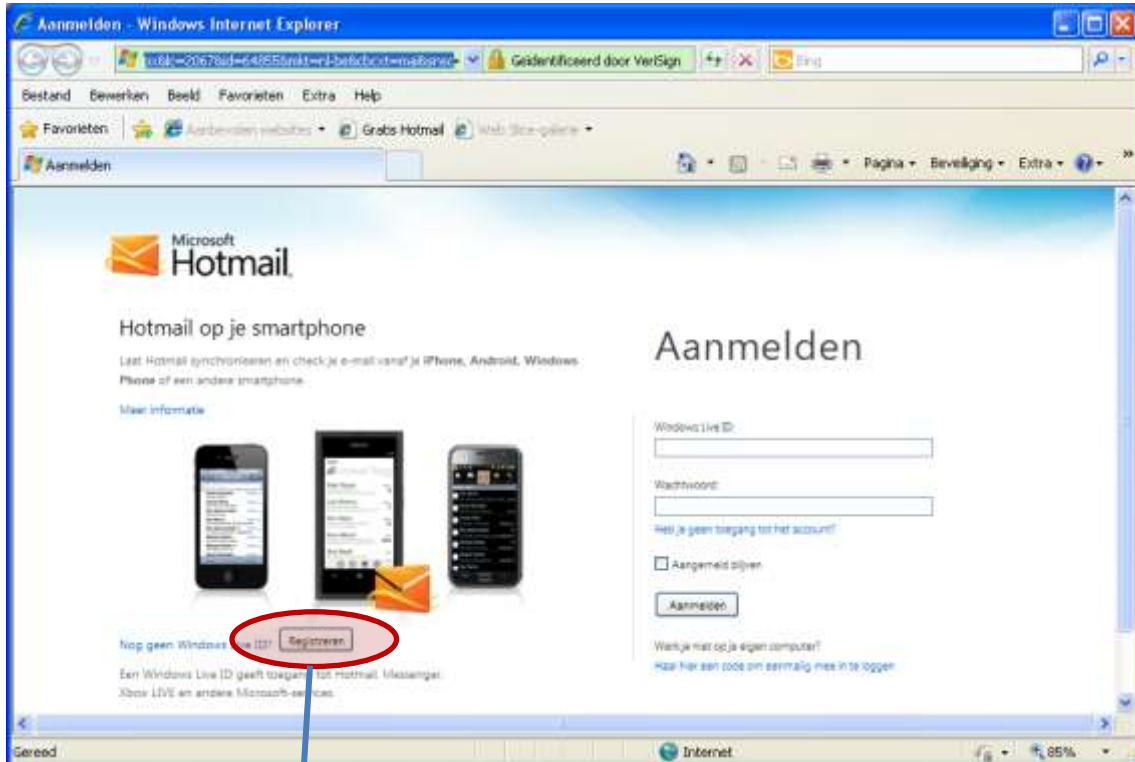 Aanmelden - Windows Internet Explorer
Geïdentificeerd door VeriSign
Bing
Bestand Bewerken Beeld Favorieten Extra Help
Favorieten Aanbevolen websites Gratis Hotmail Web Slice-galerie
Aanmelden Pagina Beveiliging Extra
Microsoft
Hotmail
Hotmail op je smartphone
Laat Hotmail synchroniseren en check je e-mail vanaf je iPhone, Android, Windows
Phone of een andere smartphone.
Meer informatie
Aanmelden
Windows Live ID:
Wachtwoord:
Heb je geen toegang tot het account?
Aangemeld blijven
Aanmelden
Nog geen Windows Live ID? Registreren
Een Windows Live ID geeft toegang tot Hotmail, Messenger,
Xbox LIVE en andere Microsoft-services.
Werk je niet op je eigen computer?
Haal hier een code om eenmalig mee in te loggen
Gereed Internet 85%